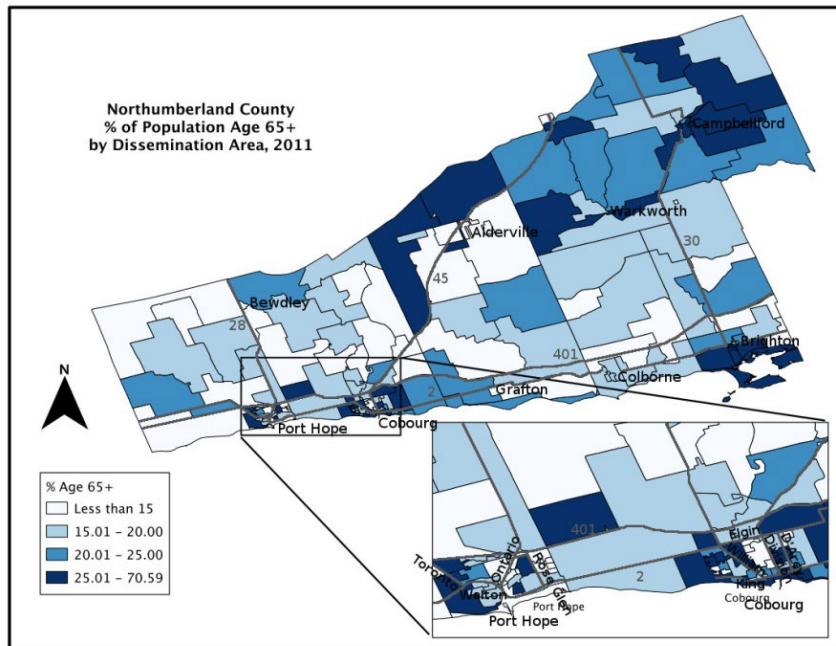 Northumberland County
% of Population Age 65+
by Dissemination Area, 2011
Campbellford
Warkworth
Alderville
30
45
Bewdley
28
401
Brighton
Colborne
2
Grafton
N
Port Hope
Cobourg
% Age 65+
Less than 15
15.01 - 20.00
20.01 - 25.00
25.01 - 70.59
401
Elgin
Ontario
William
Division
D'Arcy
Toronto
Rose Glen
2
Walton
King
Port Hope
Cobourg
Cobourg
Port Hope